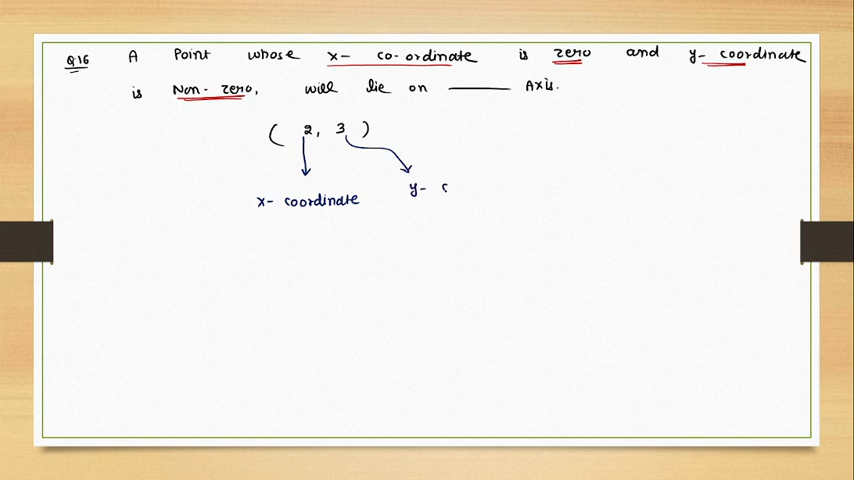 Q16 A Point whose x- co-ordinate is zero and y- coordinate
is Non-zero, will lie on ______ Axis.
( 2, 3 )
x- coordinate y- c